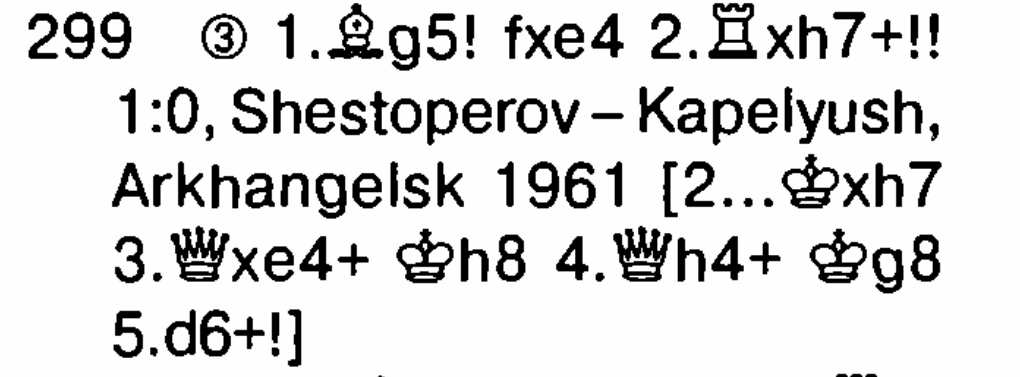 299 ③ 1.♗g5! fxe4 2.♖xh7+!!
1:0, Shestoperov – Kapelyush,
Arkhangelsk 1961 [2...♔xh7
3.♕xe4+ ♔h8 4.♕h4+ ♔g8
5.d6+!]